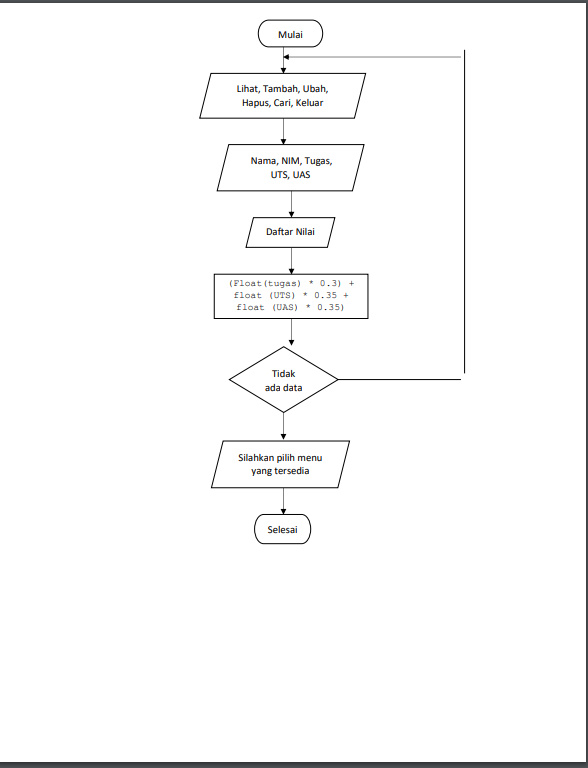 Mulai
Lihat, Tambah, Ubah,
Hapus, Cari, Keluar
Nama, NIM, Tugas,
UTS, UAS
Daftar Nilai
(Float(tugas) * 0.3) +
float (UTS) * 0.35 +
float (UAS) * 0.35)
Tidak
ada data
Silahkan pilih menu
yang tersedia
Selesai